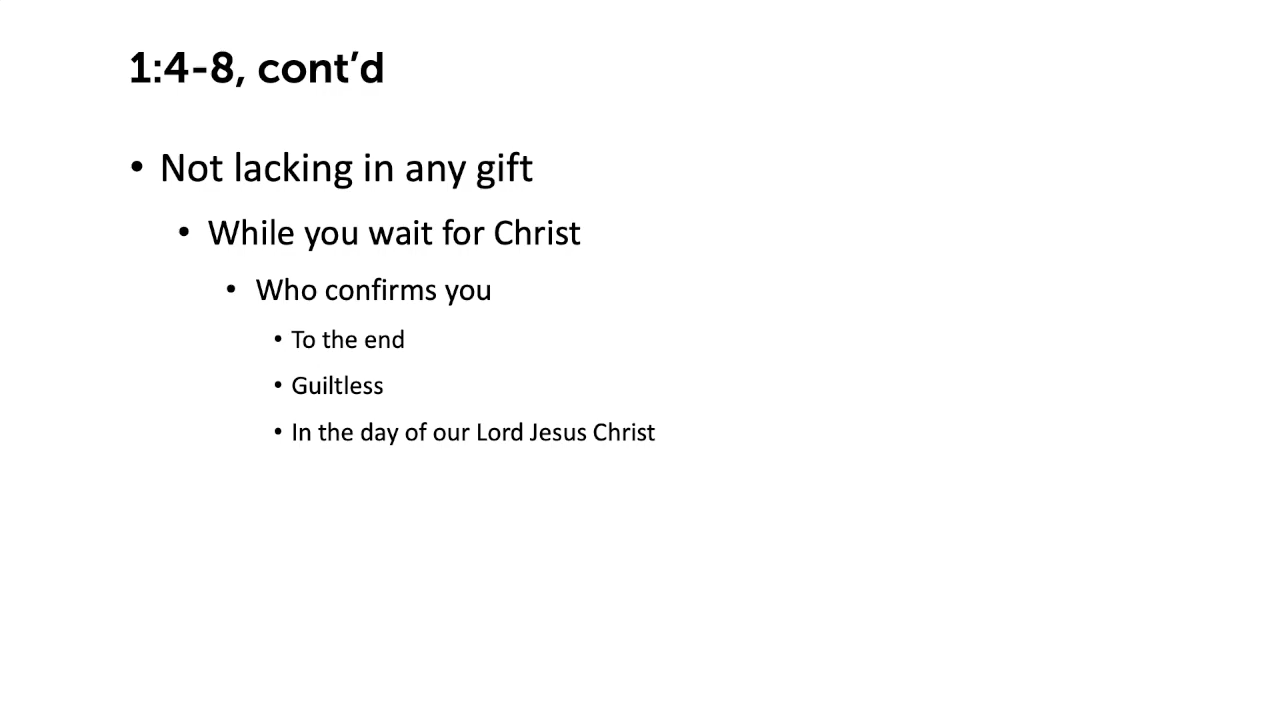 1:4-8, cont’d
• Not lacking in any gift
• While you wait for Christ
• Who confirms you
• To the end
• Guiltless
• In the day of our Lord Jesus Christ